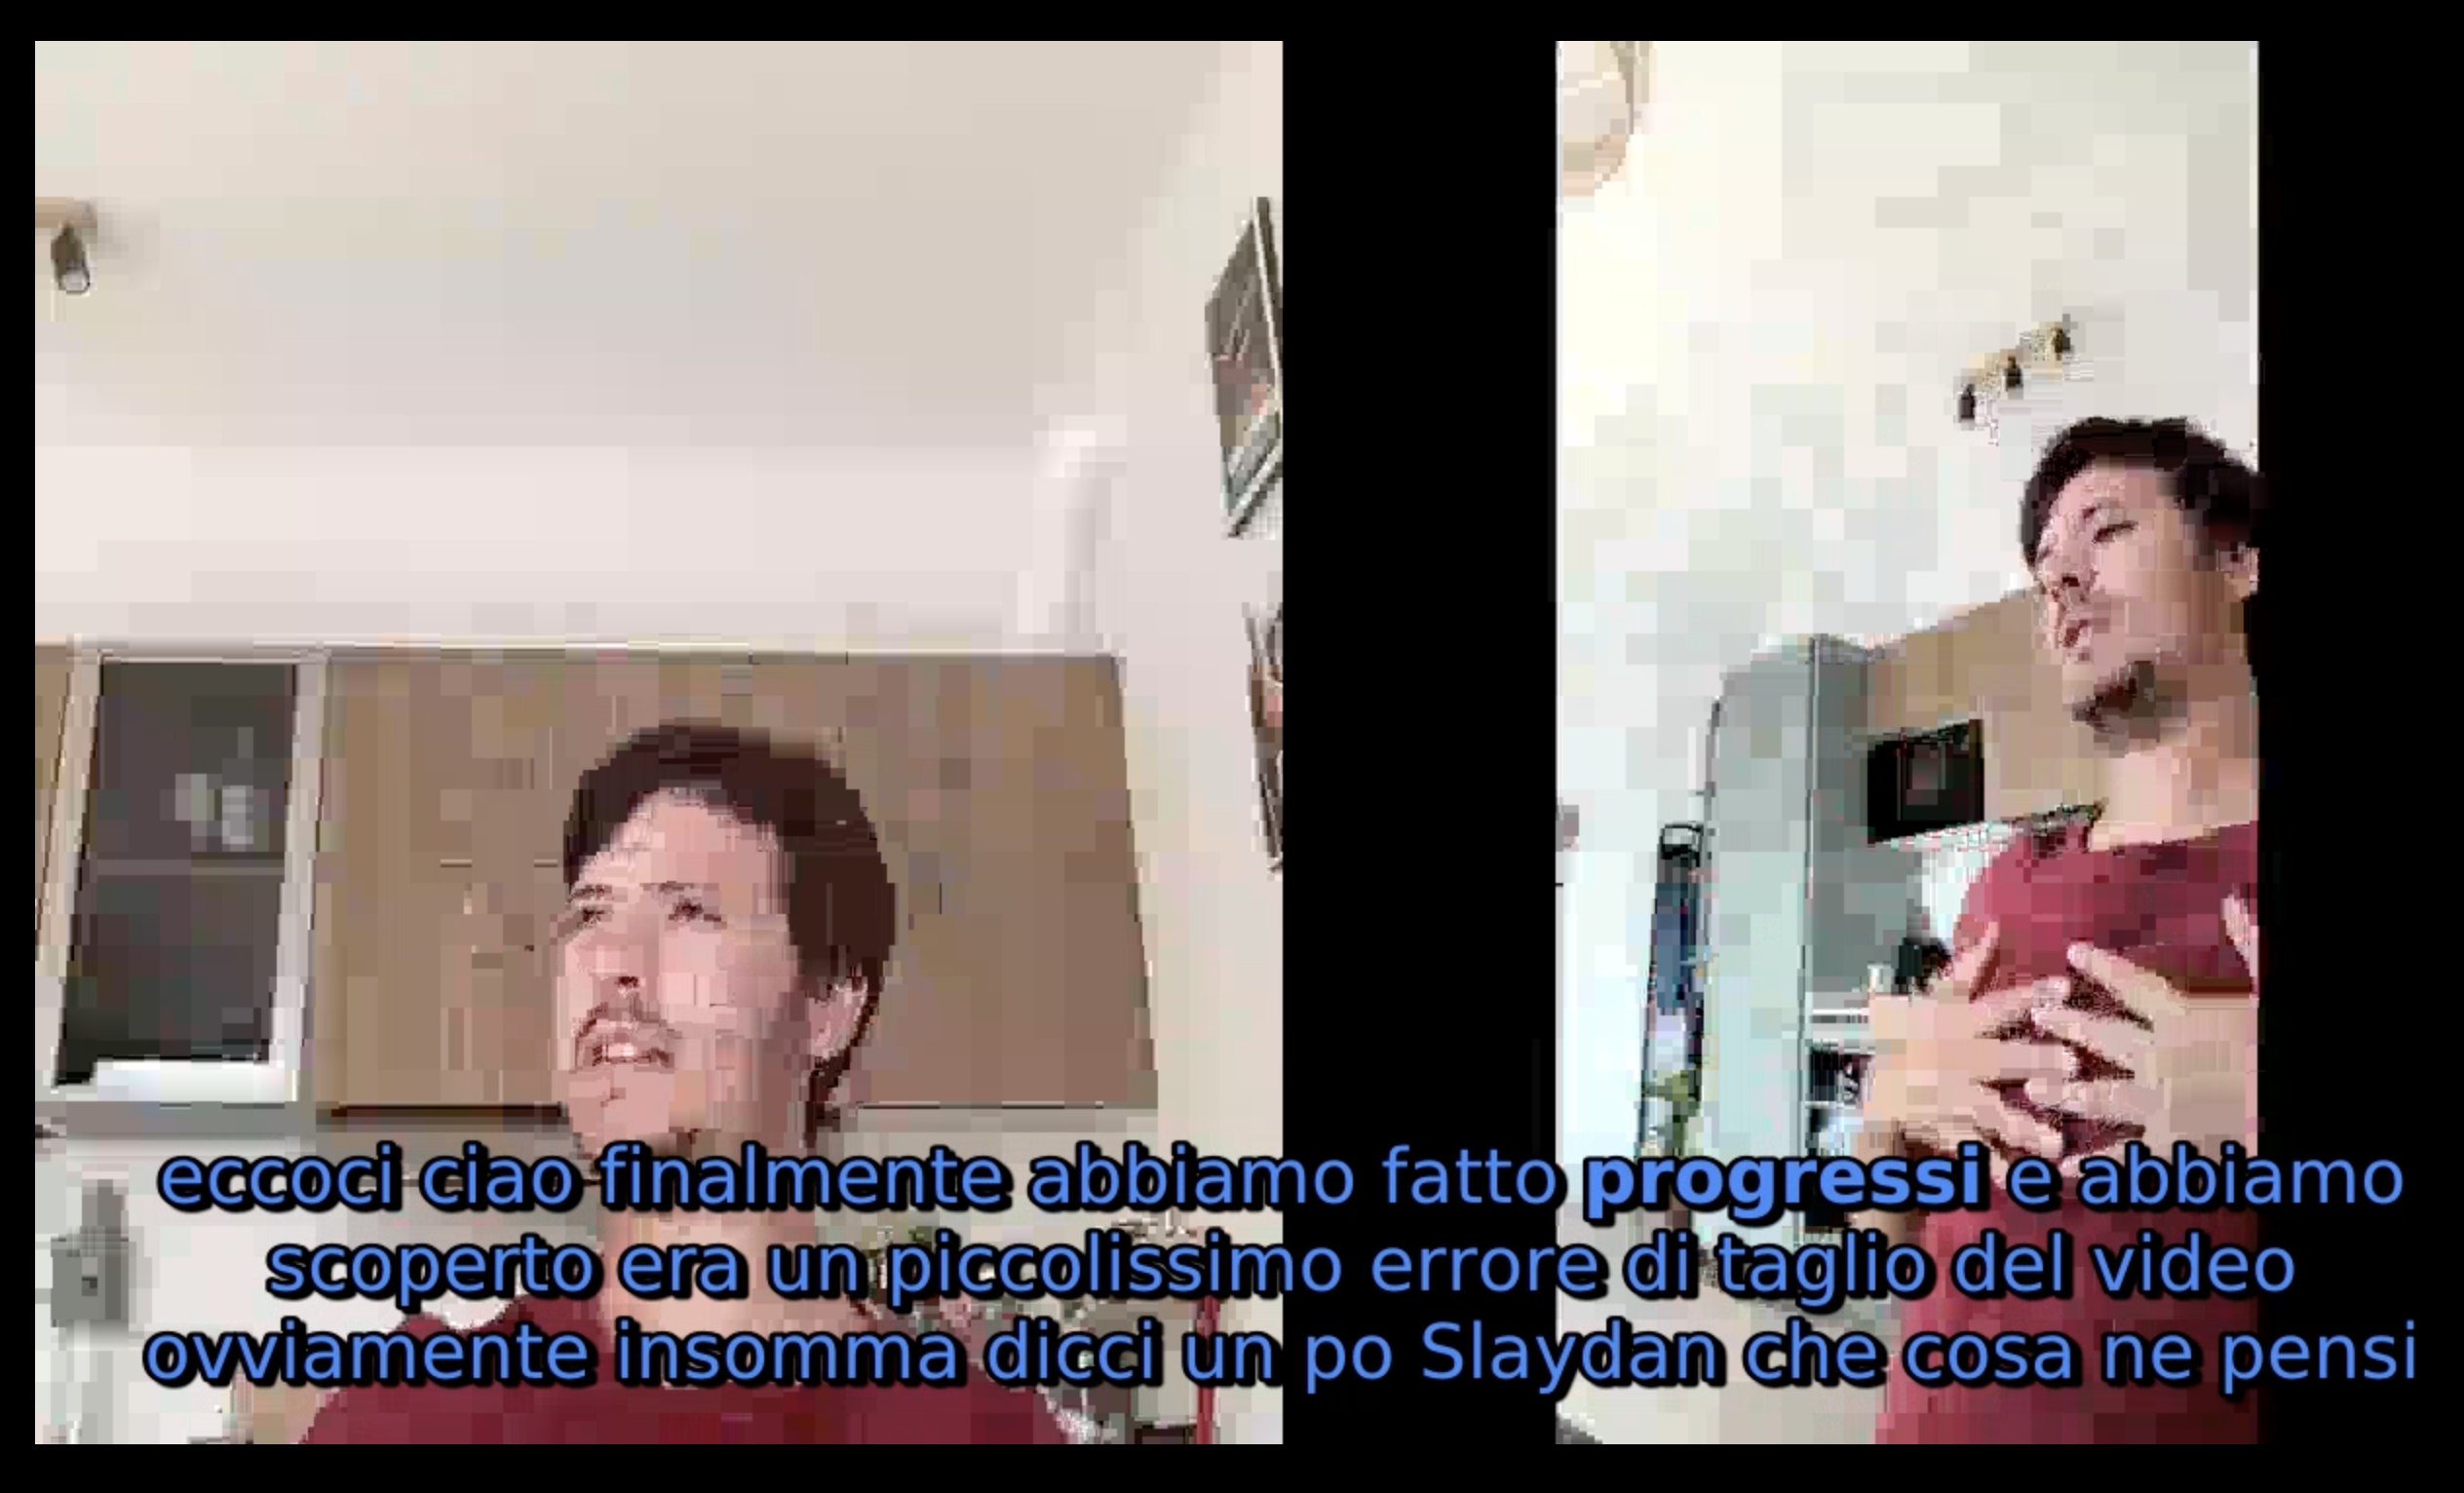 eccoci ciao finalmente abbiamo fatto progressi e abbiamo
scoperto era un piccolissimo errore di taglio del video
ovviamente insomma dicci un po Slaydan che cosa ne pensi